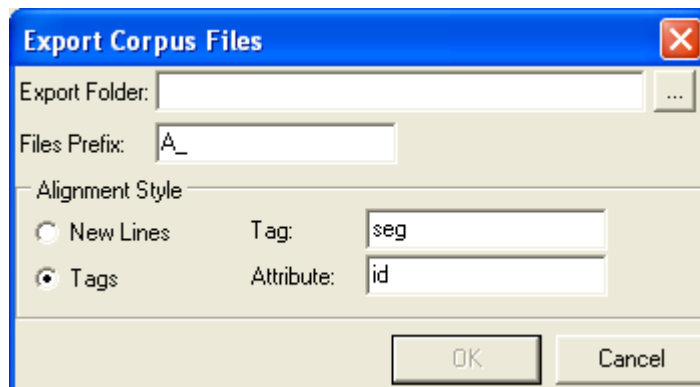 Export Corpus Files
Export Folder: ...
Files Prefix: A_
Alignment Style
New Lines Tag: seg
Tags Attribute: id
OK Cancel